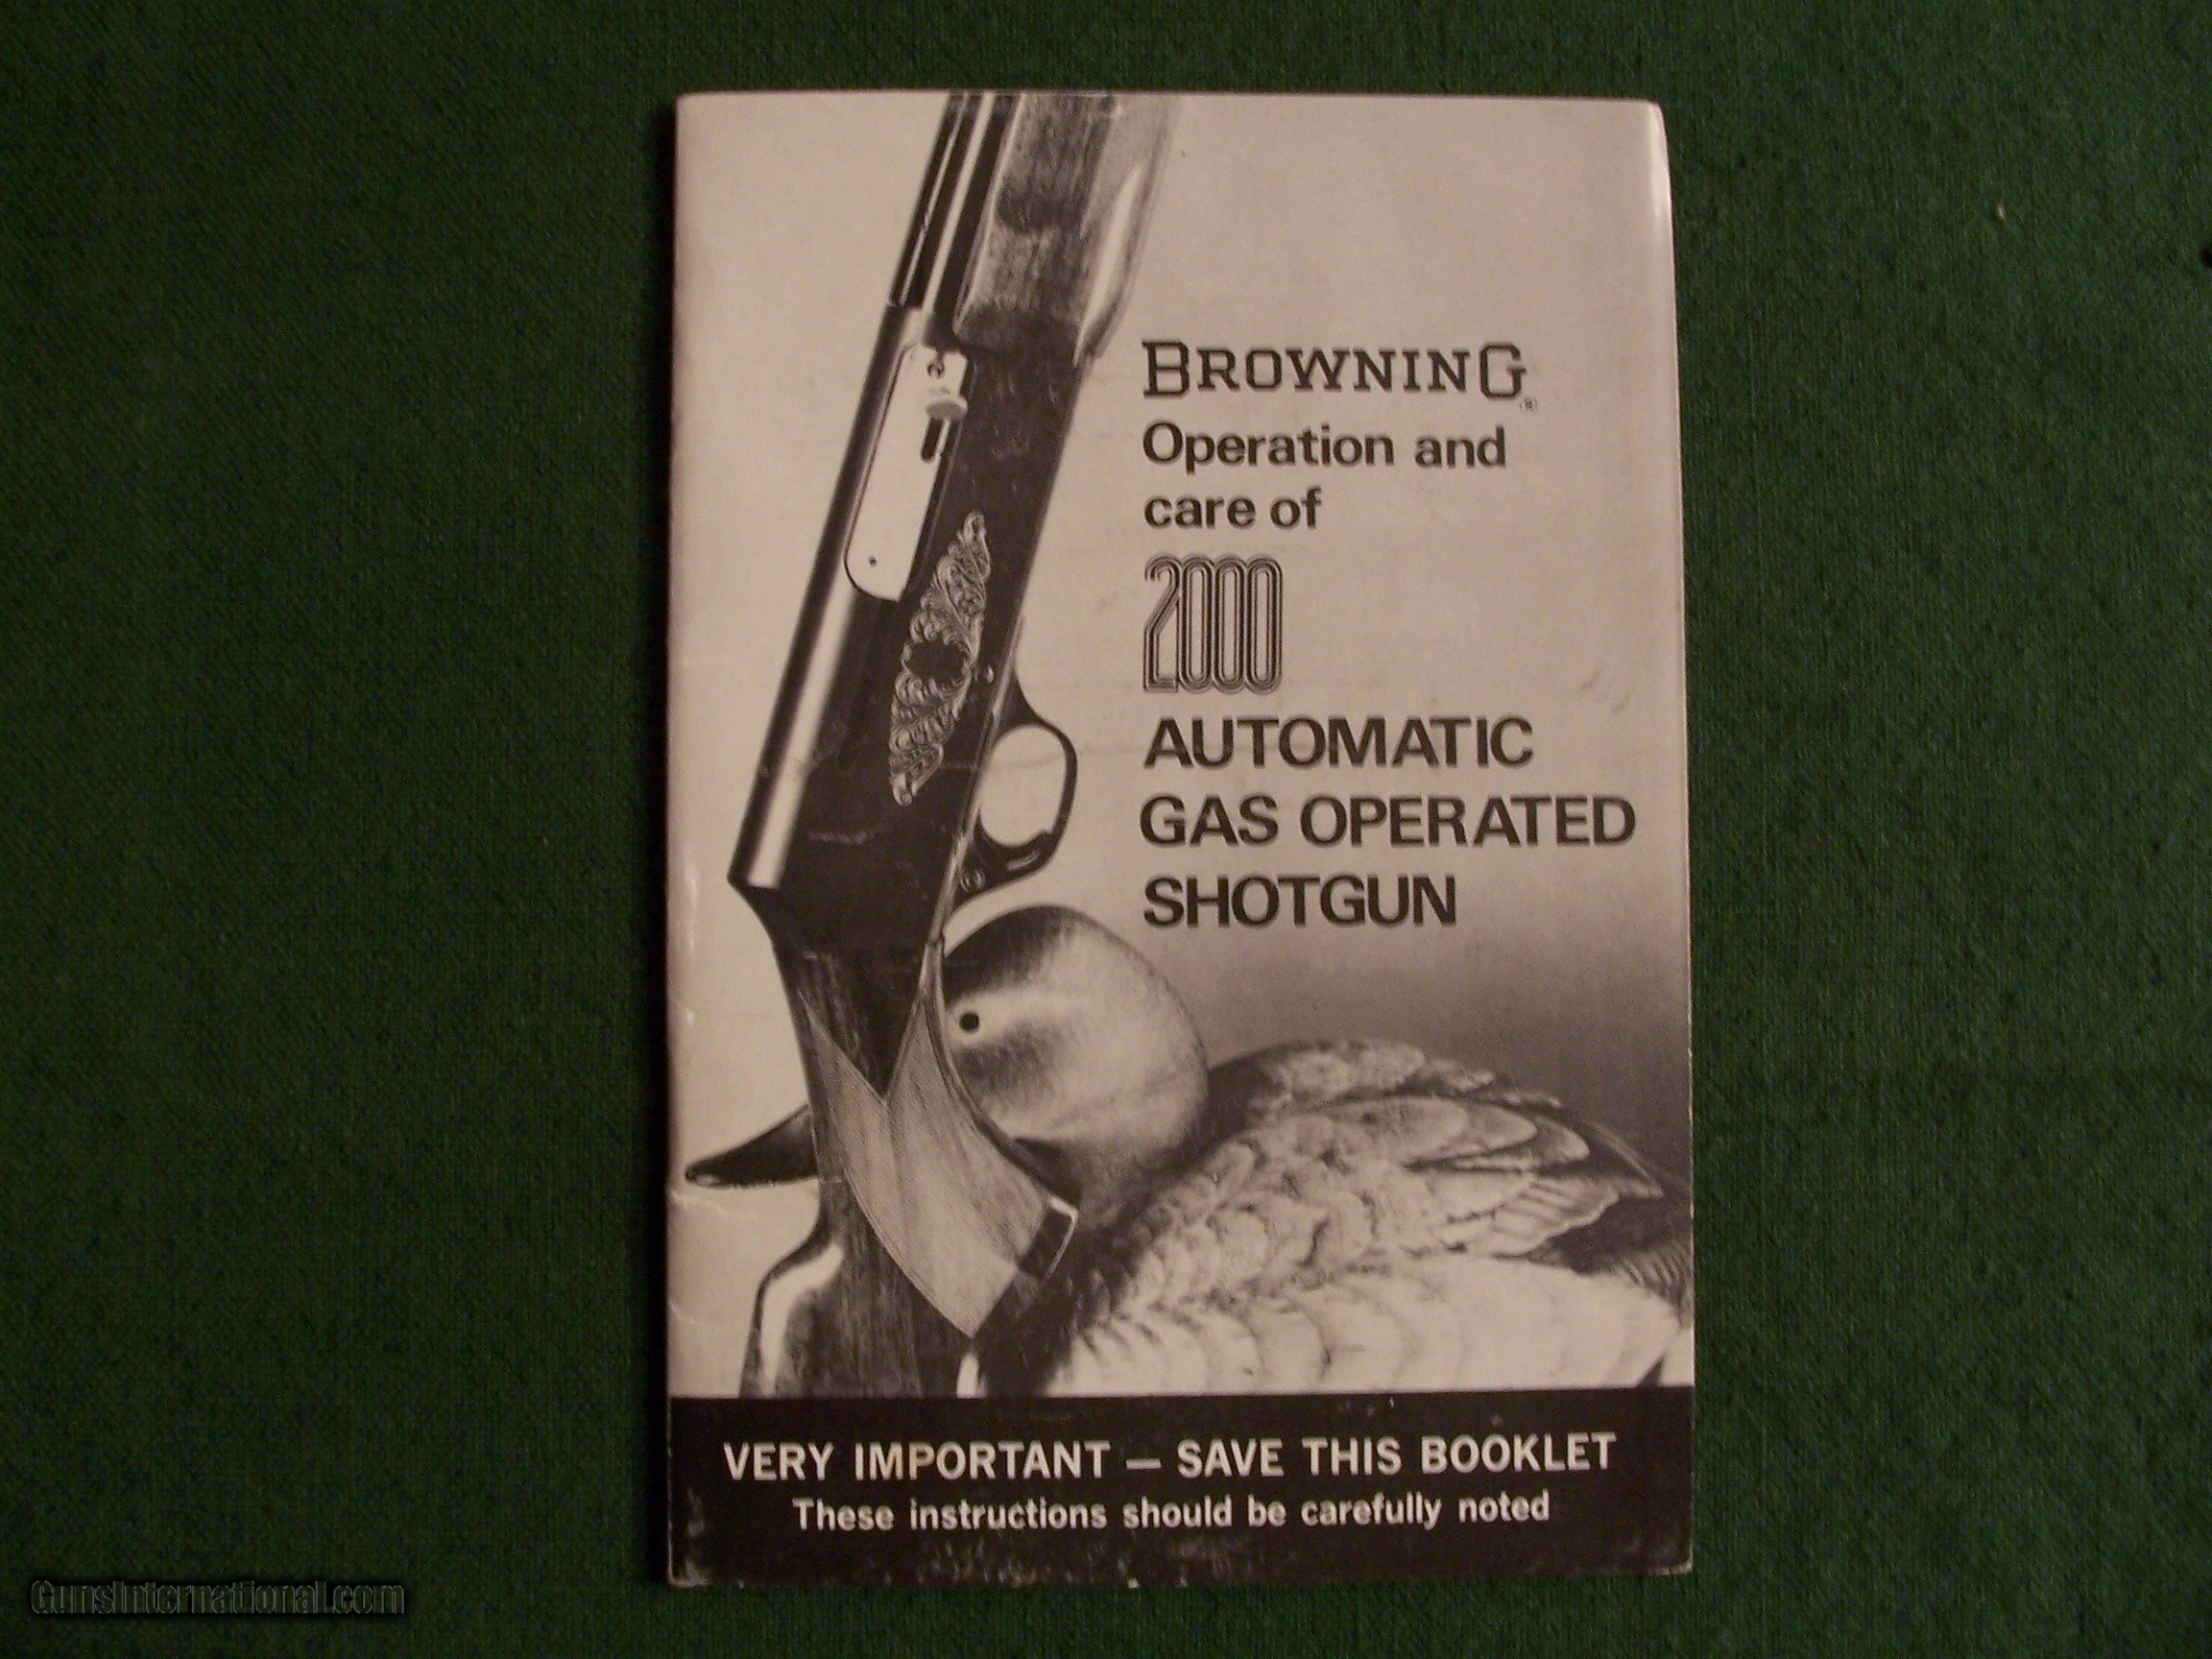 BROWNING®
Operation and
care of
2000
AUTOMATIC
GAS OPERATED
SHOTGUN
VERY IMPORTANT — SAVE THIS BOOKLET
These instructions should be carefully noted
GunsInternational.com